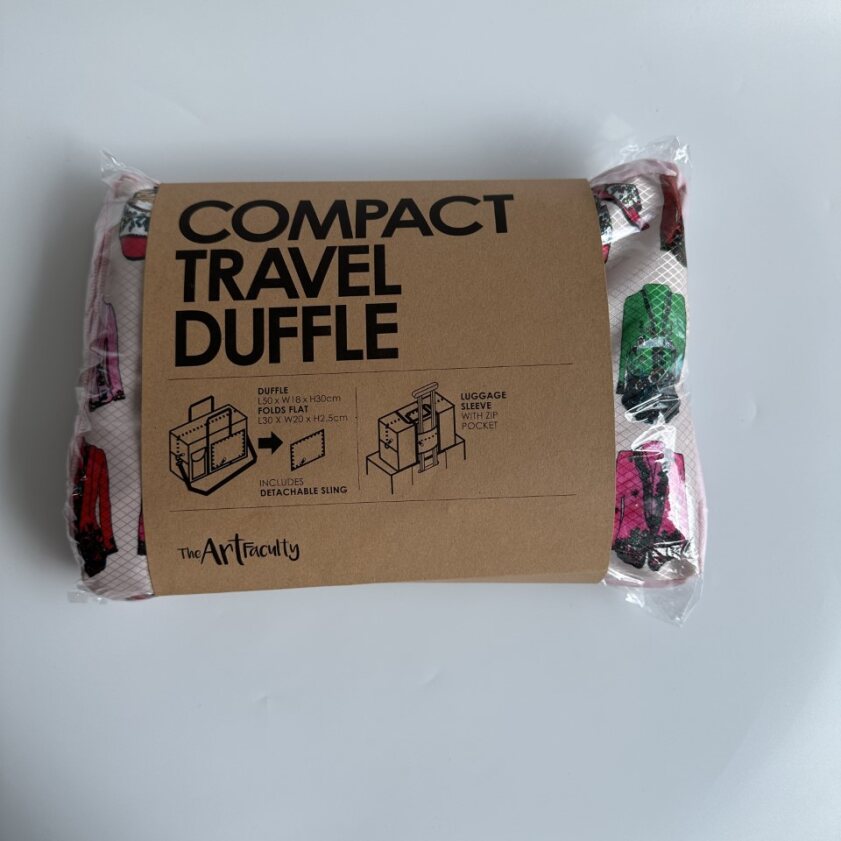 COMPACT
TRAVEL
DUFFLE
DUFFLE
L50 x W18 x H30cm
FOLDS FLAT
L30 X W20 x H2.5cm
INCLUDES
DETACHABLE SLING
LUGGAGE
SLEEVE
WITH ZIP
POCKET
The Art Faculty